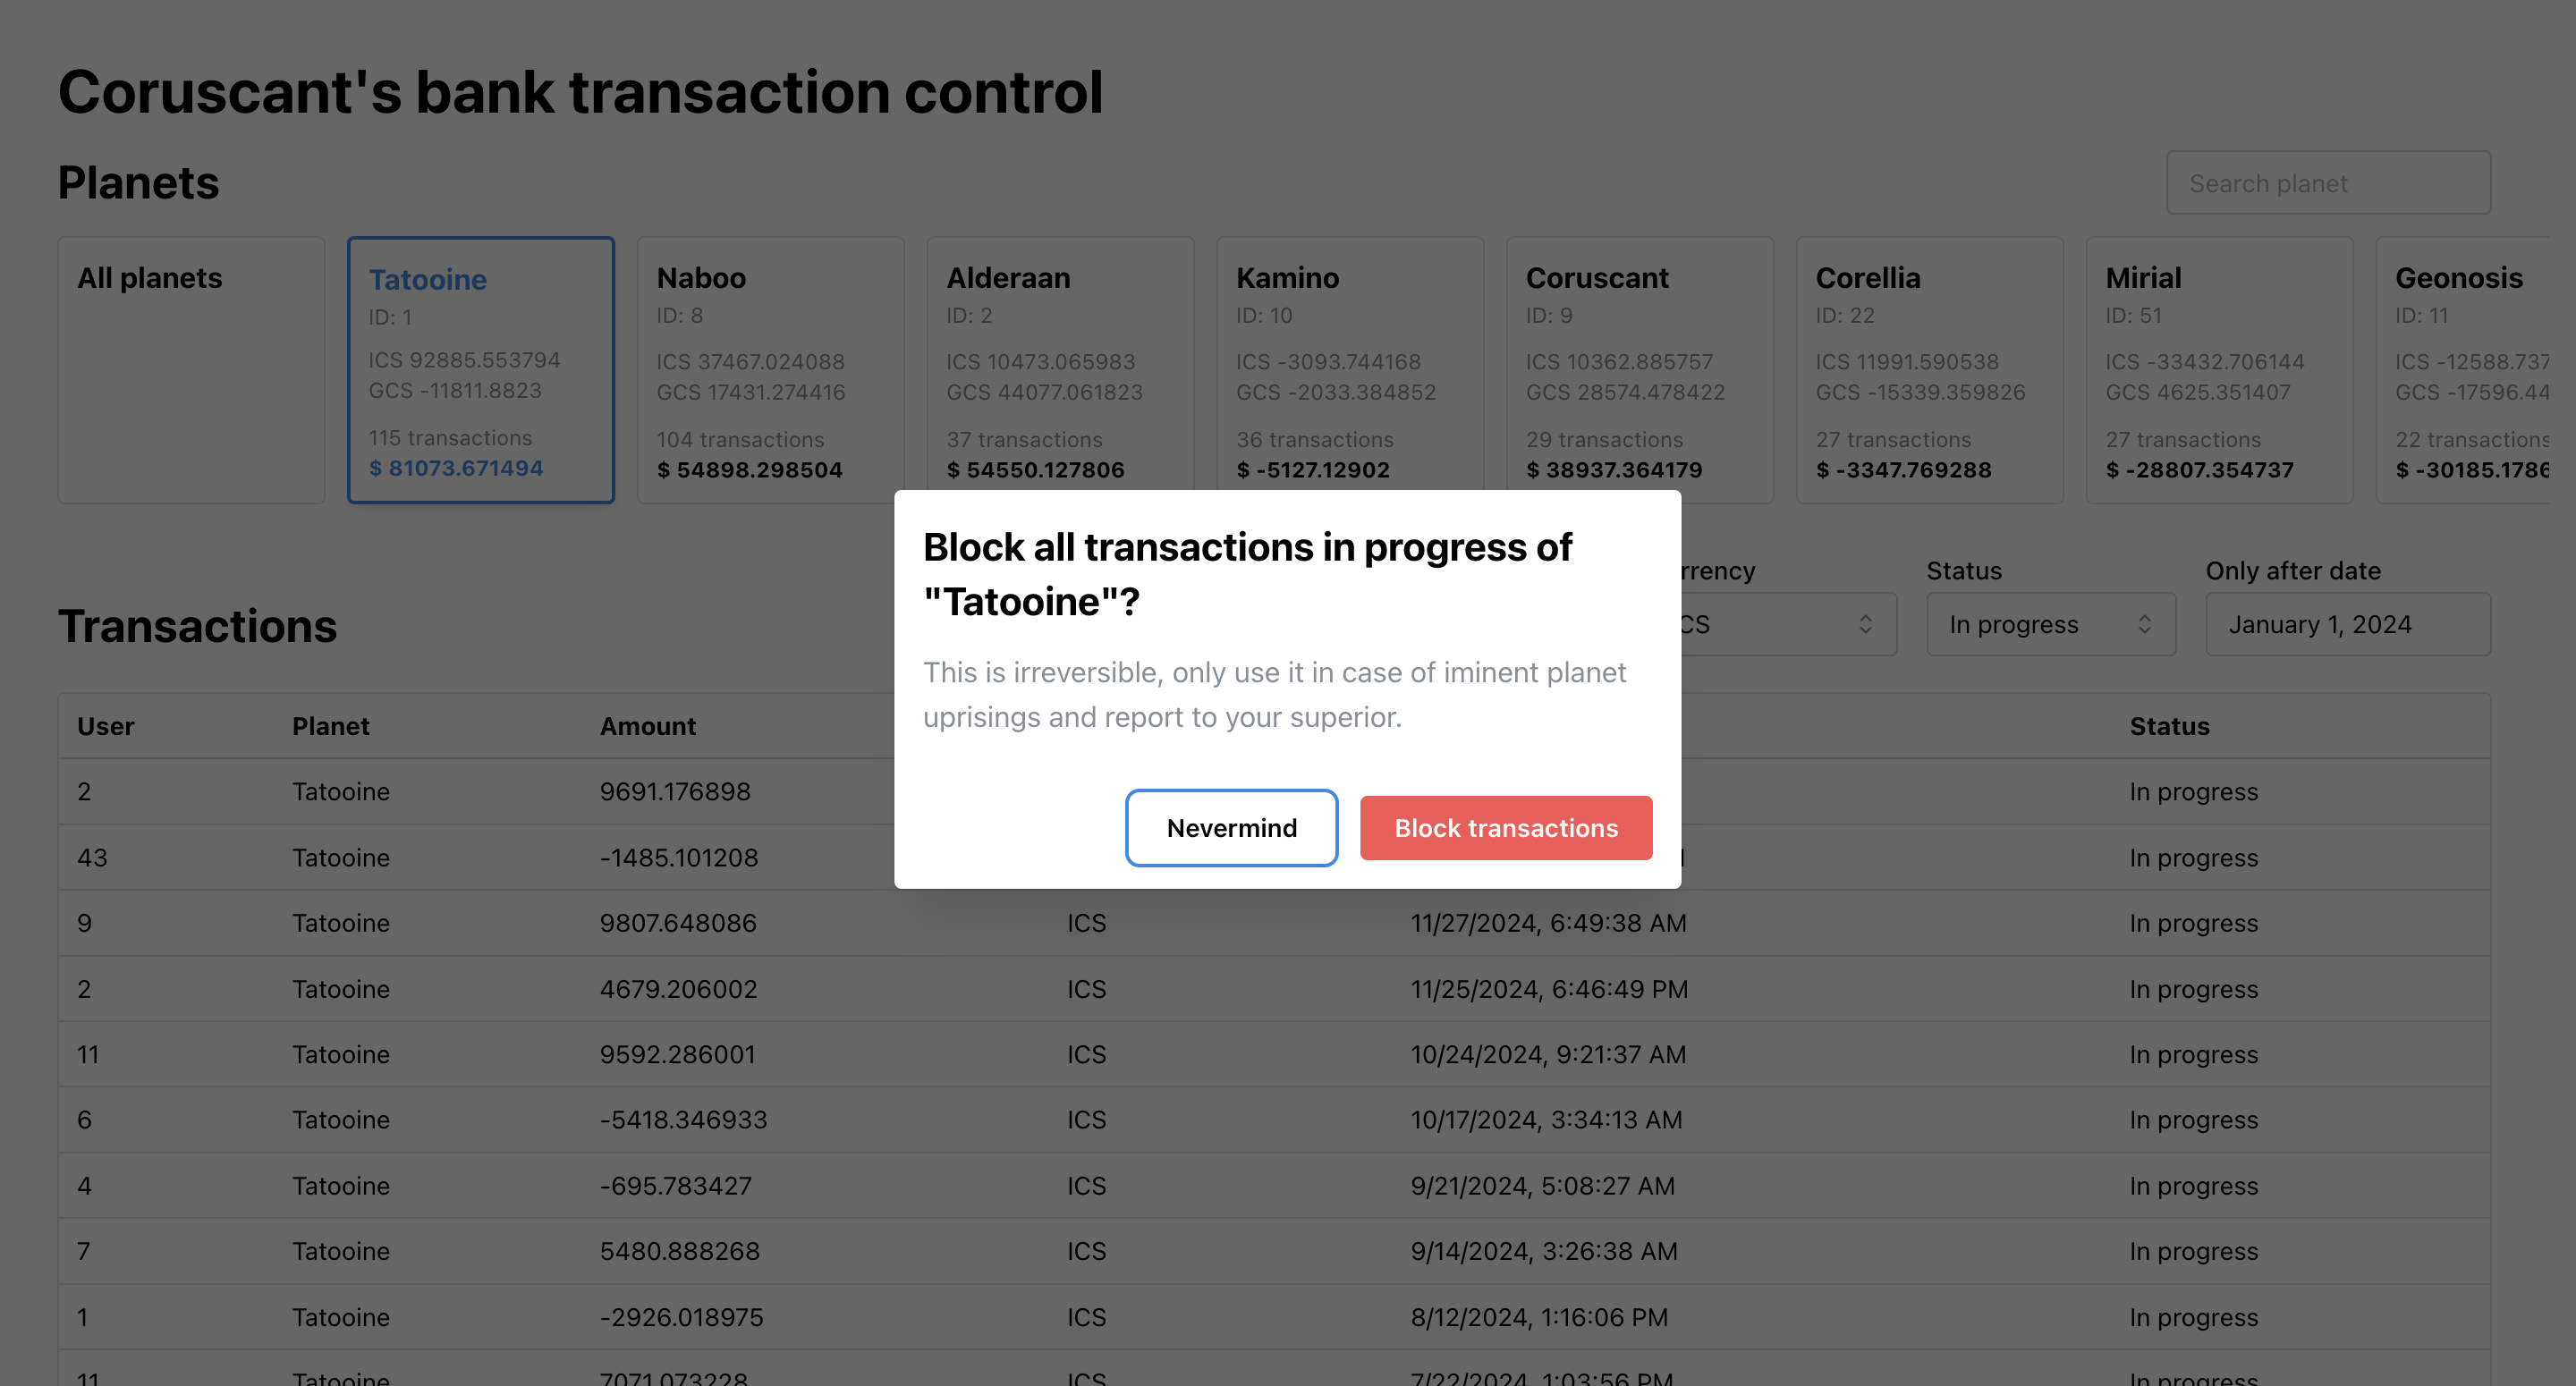 Coruscant's bank transaction control
Planets
Search planet
All planets
Tatooine
ID: 1
ICS 92885.553794
GCS -11811.8823
115 transactions
$ 81073.671494
Naboo
ID: 8
ICS 37467.024088
GCS 17431.274416
104 transactions
$ 54898.298504
Alderaan
ID: 2
ICS 10473.065983
GCS 44077.061823
37 transactions
$ 54550.127806
Kamino
ID: 10
ICS -3093.744168
GCS -2033.384852
36 transactions
$ -5127.12902
Coruscant
ID: 9
ICS 10362.885757
GCS 28574.478422
29 transactions
$ 38937.364179
Corellia
ID: 22
ICS 11991.590538
GCS -15339.359826
27 transactions
$ -3347.769288
Mirial
ID: 51
ICS -33432.706144
GCS 4625.351407
27 transactions
$ -28807.354737
Geonosis
ID: 11
ICS -12588.737
GCS -17596.44
22 transactions
$ -30185.1786
Block all transactions in progress of
"Tatooine"?
This is irreversible, only use it in case of iminent planet
uprisings and report to your superior.
Nevermind Block transactions
Transactions
rrency
CS
Status
In progress
Only after date
January 1, 2024
User Planet Amount Status
2 Tatooine 9691.176898 In progress
43 Tatooine -1485.101208 In progress
9 Tatooine 9807.648086 ICS 11/27/2024, 6:49:38 AM In progress
2 Tatooine 4679.206002 ICS 11/25/2024, 6:46:49 PM In progress
11 Tatooine 9592.286001 ICS 10/24/2024, 9:21:37 AM In progress
6 Tatooine -5418.346933 ICS 10/17/2024, 3:34:13 AM In progress
4 Tatooine -695.783427 ICS 9/21/2024, 5:08:27 AM In progress
7 Tatooine 5480.888268 ICS 9/14/2024, 3:26:38 AM In progress
1 Tatooine -2926.018975 ICS 8/12/2024, 1:16:06 PM In progress
11 Tatooine 7071.073228 ICS 7/22/2024, 1:03:56 PM In progress